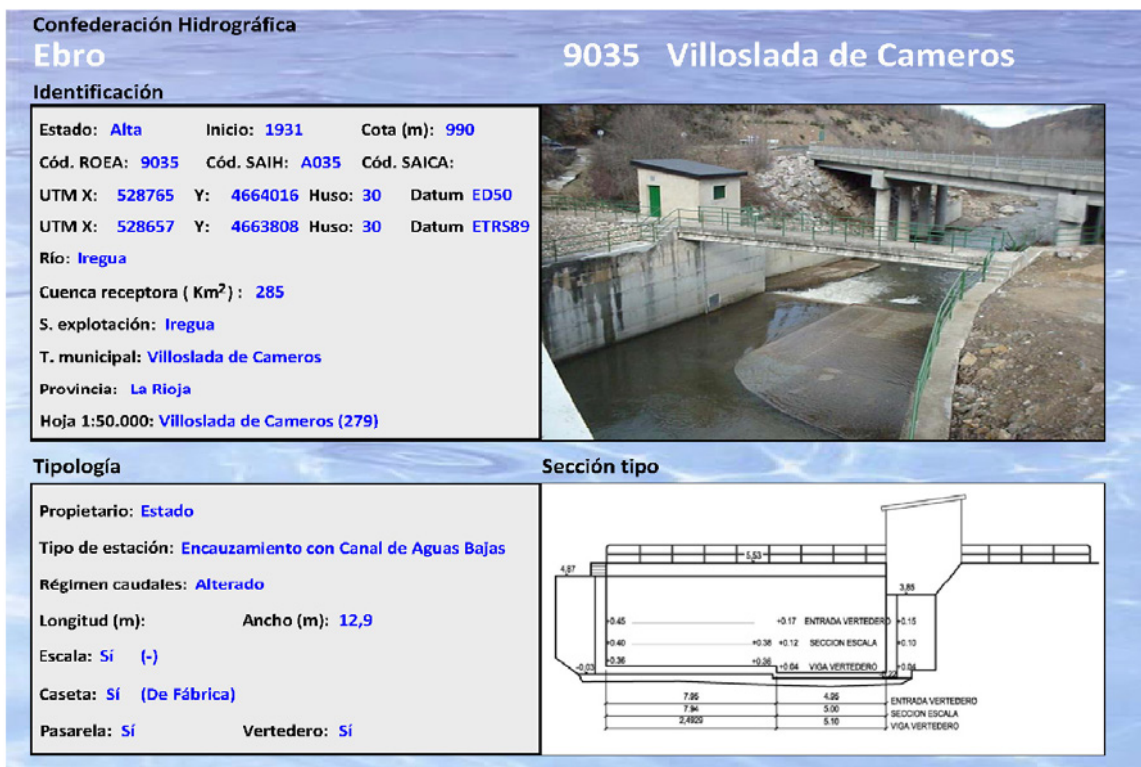 Confederación Hidrográfica
Ebro
9035 Villoslada de Cameros
Identificación
Estado: Alta Inicio: 1931 Cota (m): 990
Cód. ROEA: 9035 Cód. SAIH: A035 Cód. SAICA:
UTM X: 528765 Y: 4664016 Huso: 30 Datum ED50
UTM X: 528657 Y: 4663808 Huso: 30 Datum ETRS89
Río: Iregua
Cuenca receptora ( Km²) : 285
S. explotación: Iregua
T. municipal: Villoslada de Cameros
Provincia: La Rioja
Hoja 1:50.000: Villoslada de Cameros (279)
Tipología
Propietario: Estado
Tipo de estación: Encauzamiento con Canal de Aguas Bajas
Régimen caudales: Alterado
Longitud (m): Ancho (m): 12,9
Escala: Sí (-)
Caseta: Sí (De Fábrica)
Pasarela: Sí Vertedero: Sí
Sección tipo
5,53
4,87
3,85
+0.45 +0.17 ENTRADA VERTEDERO +0.15
+0.40 +0.38 +0.12 SECCION ESCALA +0.10
+0.36 +0.36 +0.04 VIGA VERTEDERO +0.04
-0,03
7.95 4.95 ENTRADA VERTEDERO
7.94 5.00 SECCION ESCALA
2,4929 5.10 VIGA VERTEDERO